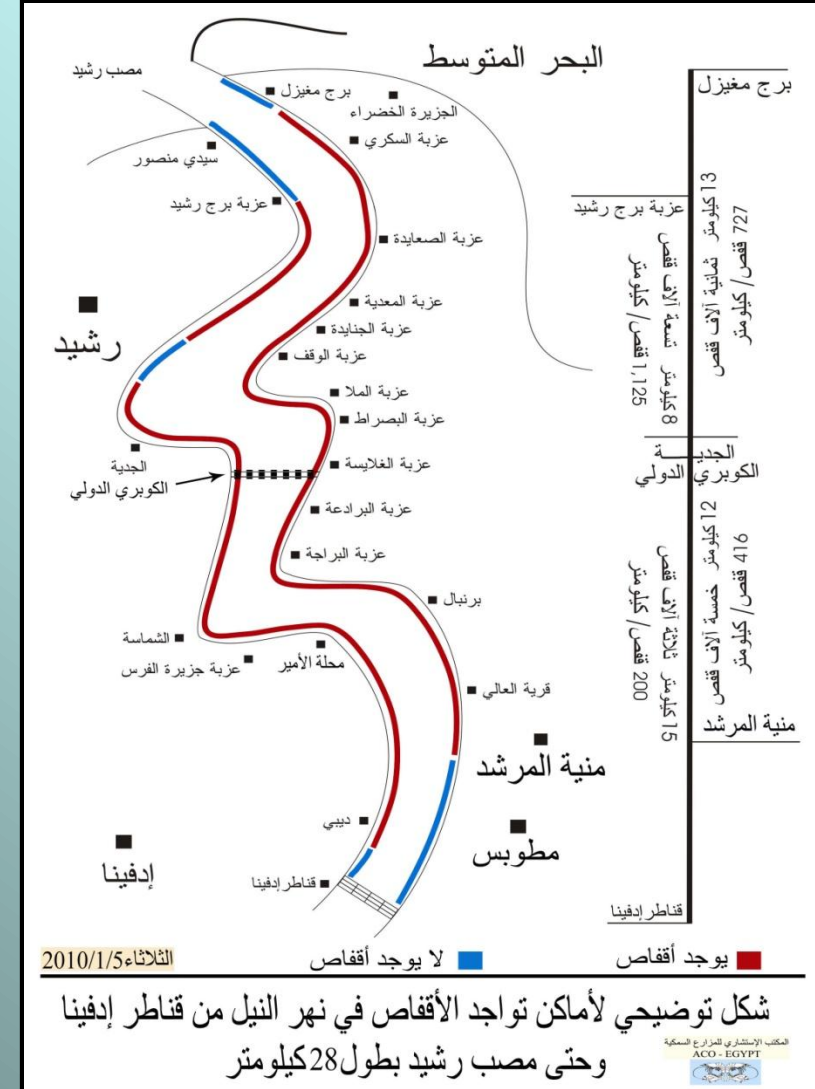 البحر المتوسط
مصب رشيد
برج مغيزل
الجزيرة الخضراء
عزبة السكري
سيدي منصور
عزبة برج رشيد
عزبة الصعايدة
رشيد
عزبة المعدية
عزبة الجنايدة
عزبة الوقف
عزبة الملا
عزبة البصراط
الجدية
الكوبري الدولي
عزبة الغلايسة
عزبة البرادعة
عزبة البراجة
برنبال
الشماسة
عزبة جزيرة الفرس
محلة الأمير
قرية العالي
منية المرشد
ديبي
مطوبس
إدفينا
قناطر إدفينا
برج مغيزل
13 كيلومتر ثمانية آلاف قفص
727 قفص/ كيلومتر
عزبة برج رشيد
8 كيلومتر تسعة آلاف قفص
1,125 قفص/ كيلومتر
الجديـــــة
الكوبري الدولي
12 كيلومتر خمسة آلاف قفص
416 قفص/ كيلومتر
15 كيلومتر ثلاثة آلاف قفص
200 قفص/ كيلومتر
منية المرشد
قناطر إدفينا
يوجد أقفاص
لا يوجد أقفاص
الثلاثاء 2010/1/5
شكل توضيحي لأماكن تواجد الأقفاص في نهر النيل من قناطر إدفينا
وحتى مصب رشيد بطول 28 كيلومتر
المكتب الإستشاري للمزارع السمكية
ACO - EGYPT